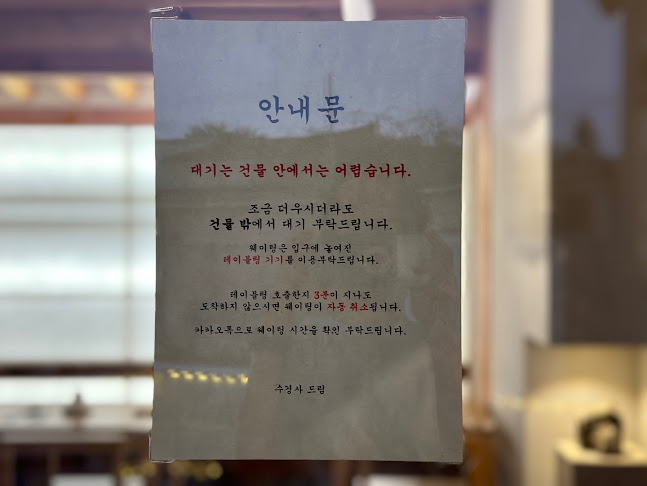 안내문
대기는 건물 안에서는 어렵습니다.
조금 더우시더라도
건물 밖에서 대기 부탁드립니다.
웨이팅은 입구에 놓여진
테이블링 기기를 이용부탁드립니다.
테이블링 호출한지 3분이 지나도
도착하지 않으시면 웨이팅이 자동 취소됩니다.
카카오톡으로 웨이팅 시간을 확인 부탁드립니다.
수경사 드림